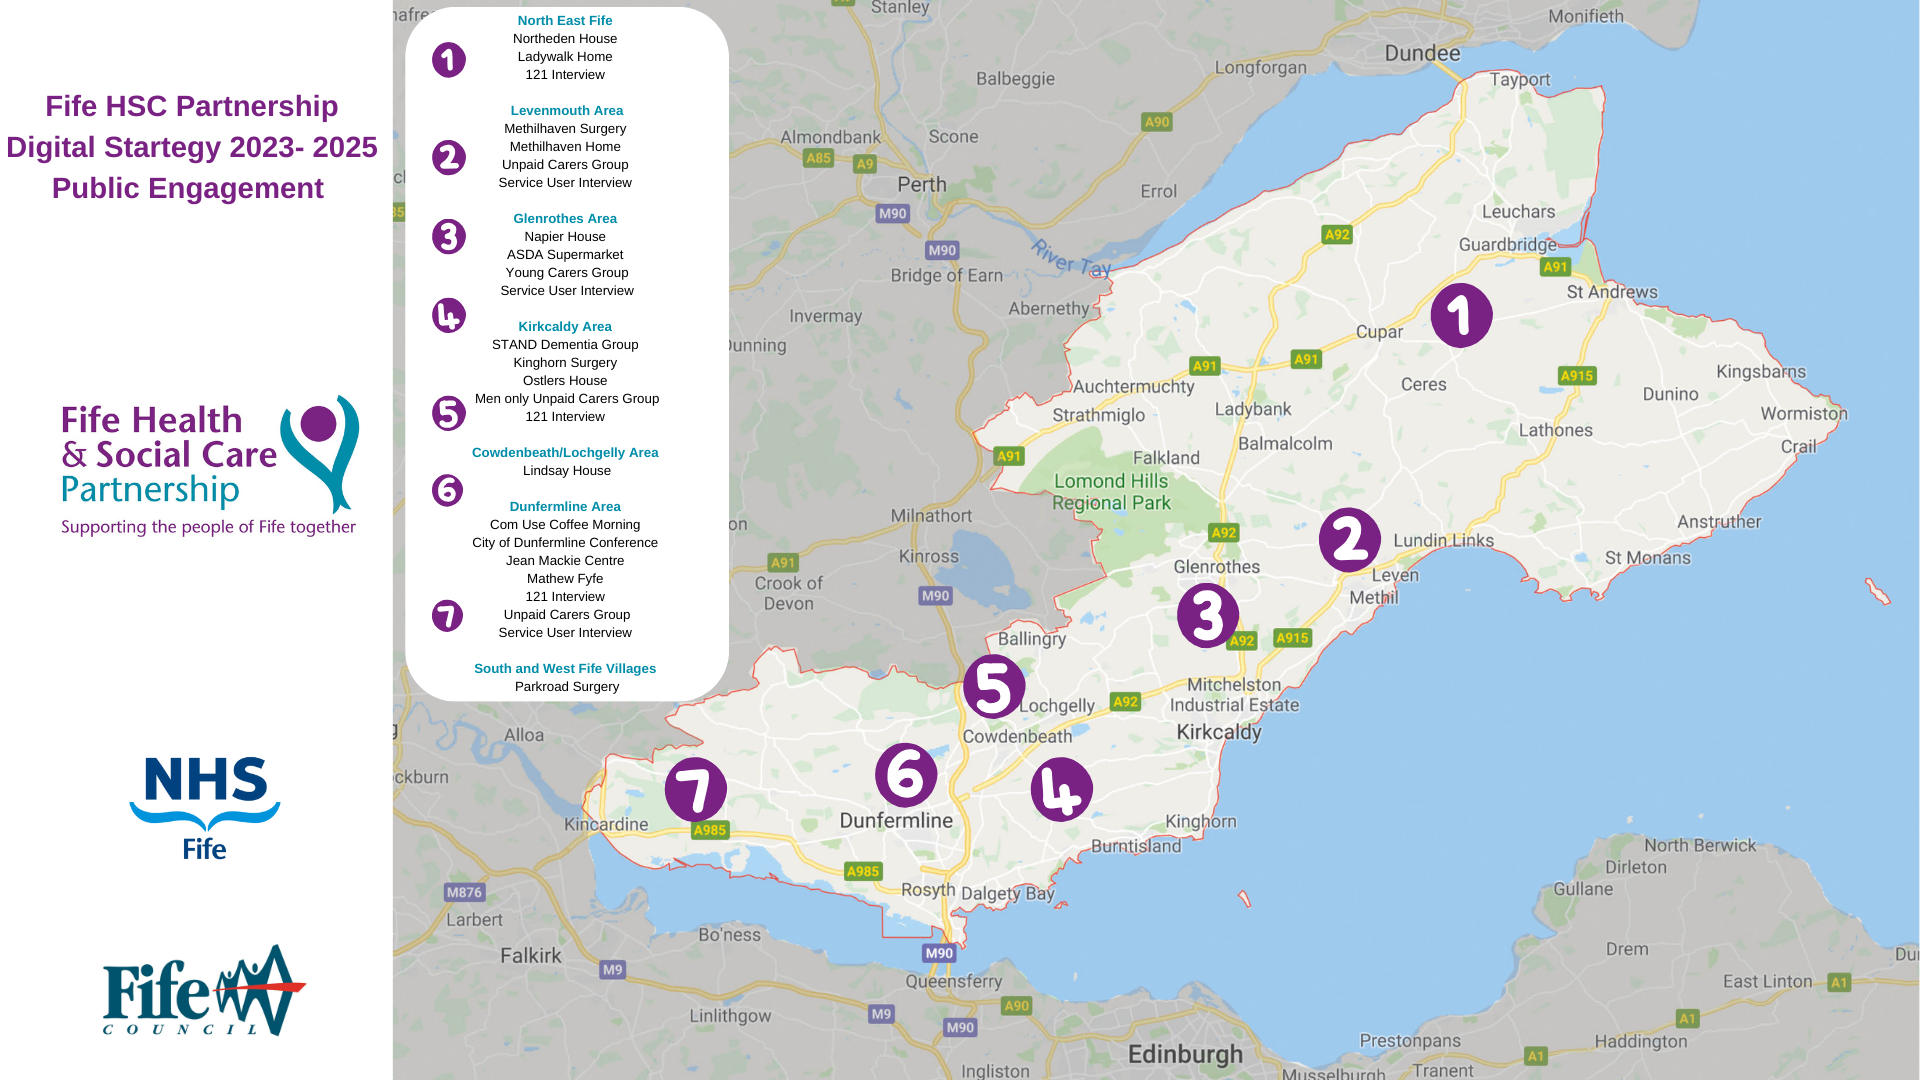 Fife HSC Partnership
Digital Startegy 2023- 2025
Public Engagement
Fife Health
& Social Care
Partnership
Supporting the people of Fife together
NHS
Fife
Fife
COUNCIL
North East Fife
1
Northeden House
Ladywalk Home
121 Interview
Levenmouth Area
2
Methilhaven Surgery
Methilhaven Home
Unpaid Carers Group
Service User Interview
Glenrothes Area
3
Napier House
ASDA Supermarket
Young Carers Group
Service User Interview
4
Kirkcaldy Area
STAND Dementia Group
Kinghorn Surgery
Ostlers House
5
Men only Unpaid Carers Group
121 Interview
Cowdenbeath/Lochgelly Area
Lindsay House
6
Dunfermline Area
Com Use Coffee Morning
City of Dunfermline Conference
Jean Mackie Centre
Mathew Fyfe
121 Interview
7
Unpaid Carers Group
Service User Interview
South and West Fife Villages
Parkroad Surgery
Stanley
Monifieth
Dundee
Longforgan
Balbeggie
Tayport
A90
Almondbank
Scone
A85
A9
Perth
Errol
M90
Leuchars
A92
Guardbridge
M90
River Tay
Bridge of Earn
A91
St Andrews
Abernethy
Invermay
1
Cupar
A91
A91
A915
Kingsbarns
Auchtermuchty
Ceres
Dunino
Strathmiglo
Ladybank
Wormiston
Lathones
Balmalcolm
Crail
A91
Falkland
Lomond Hills
Regional Park
Milnathort
Anstruther
A92
2
Lundin Links
Kinross
St Monans
A91
Glenrothes
Crook of
Devon
Leven
M90
Methil
3
Ballingry
A92
A915
5
Mitchelston
Industrial Estate
Lochgelly
A92
Alloa
Cowdenbeath
Kirkcaldy
6
7
4
Kincardine
A985
Dunfermline
Kinghorn
Burntisland
North Berwick
Dirleton
A985
Gullane
M876
Rosyth
Dalgety Bay
Larbert
Bo'ness
Falkirk
M90
Drem
M9
Queensferry
East Linton
A1
A90
Linlithgow
M9
M90
A1
Prestonpans
Haddington
Edinburgh
A1
Ingliston
Musselburgh
Tranent